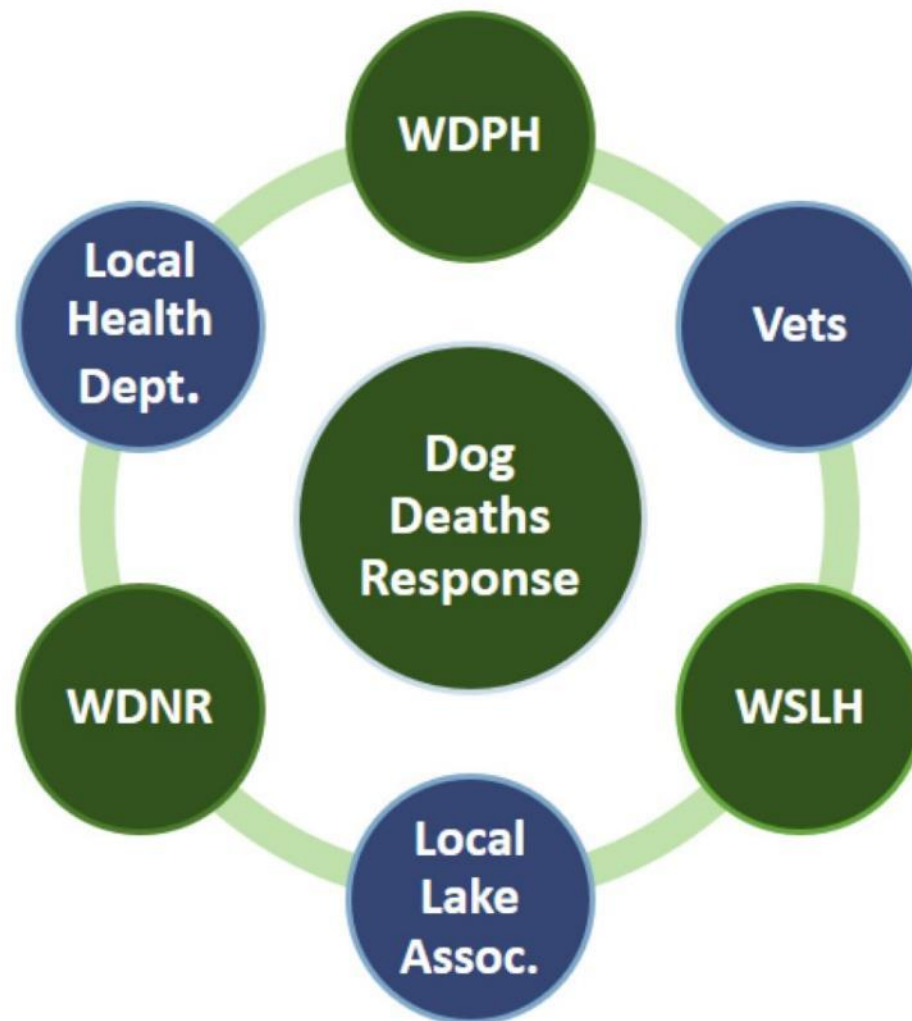 WDPH
Local
Health
Dept.
Vets
Dog
Deaths
Response
WDNR
WSLH
Local
Lake
Assoc.